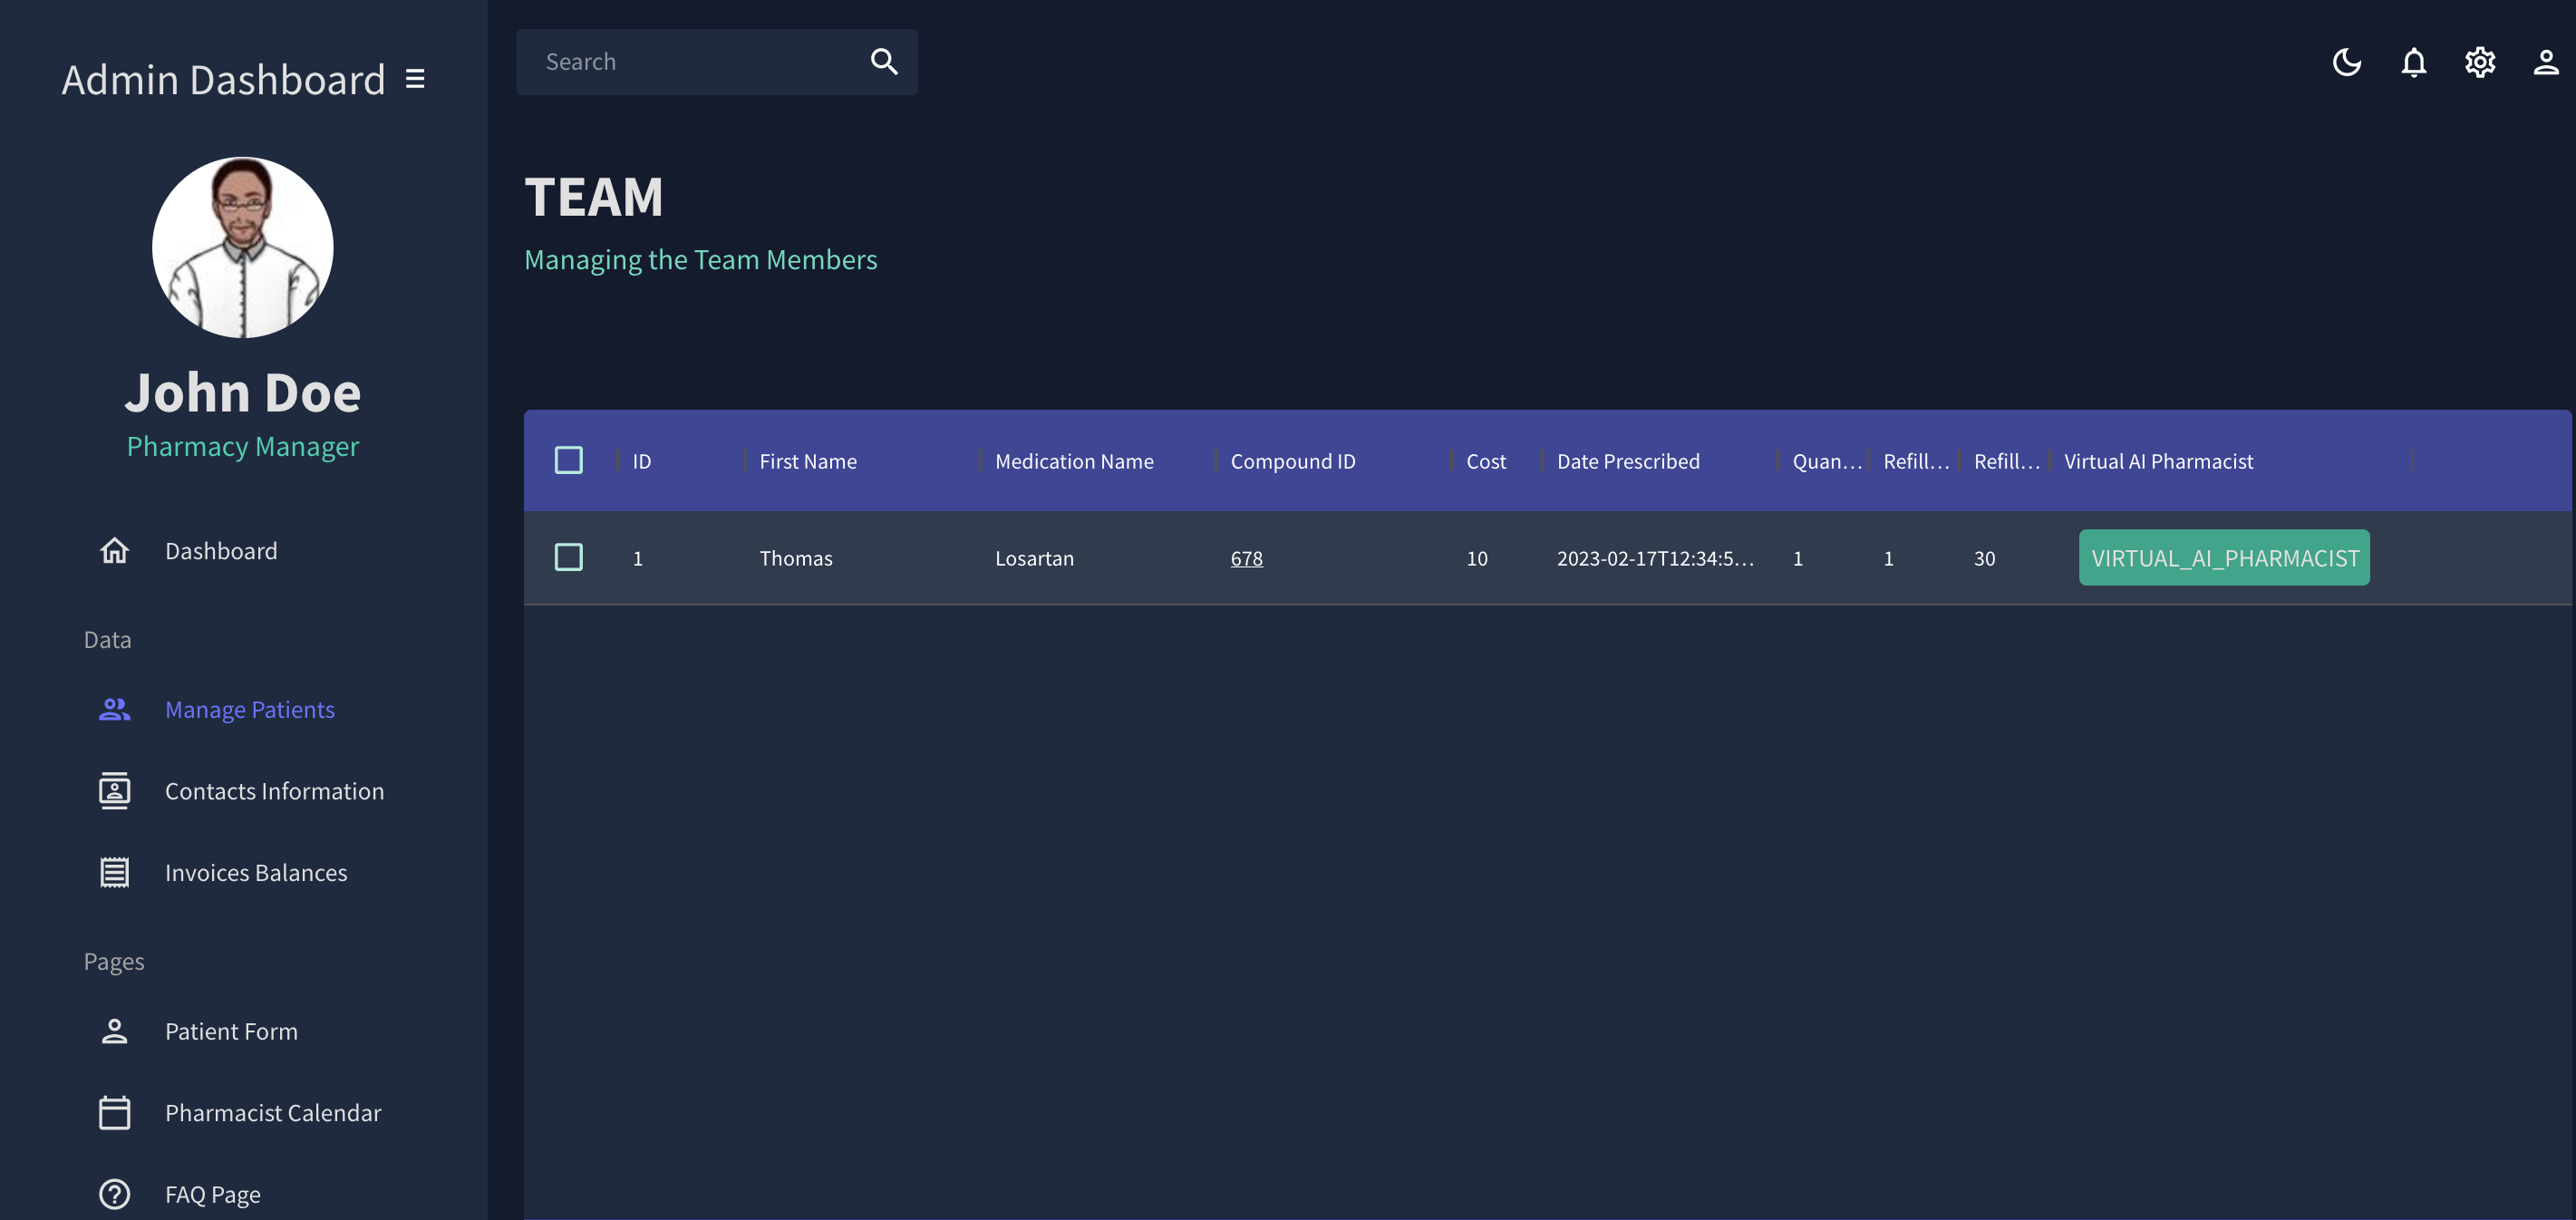 Admin Dashboard
John Doe
Pharmacy Manager
Dashboard
Data
Manage Patients
Contacts Information
Invoices Balances
Pages
Patient Form
Pharmacist Calendar
FAQ Page
Search
TEAM
Managing the Team Members
ID First Name Medication Name Compound ID Cost Date Prescribed Quan... Refill... Refill... Virtual AI Pharmacist
1 Thomas Losartan 678 10 2023-02-17T12:34:5... 1 1 30 VIRTUAL_AI_PHARMACIST